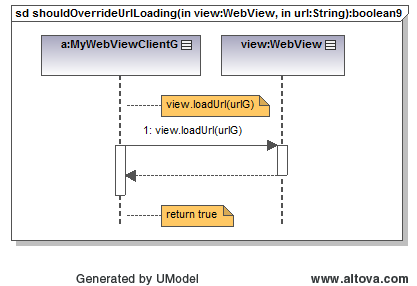 sd shouldOverrideUrlLoading(in view:WebView, in url:String):boolean9
a:MyWebViewClientG view:WebView
view.loadUrl(urlG)
1: view.loadUrl(urlG)
return true
Generated by UModel www.altova.com